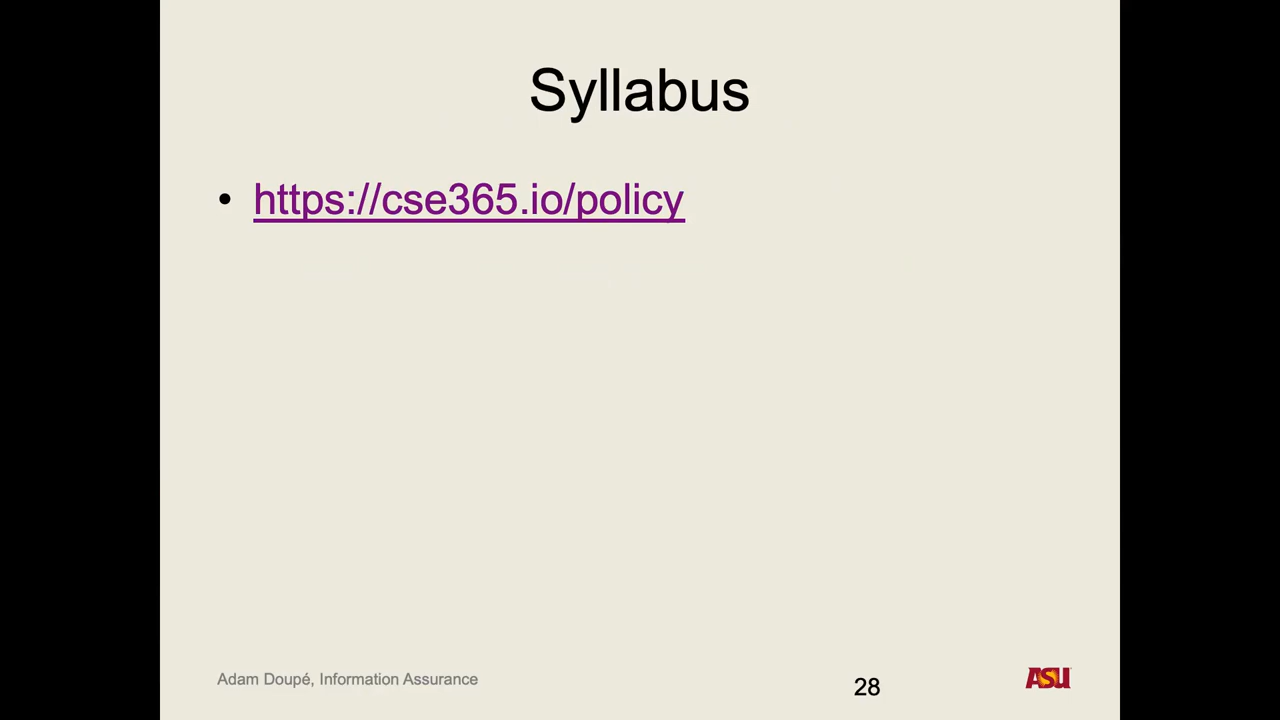 Syllabus
• https://cse365.io/policy
Adam Doupé, Information Assurance
28
ASU